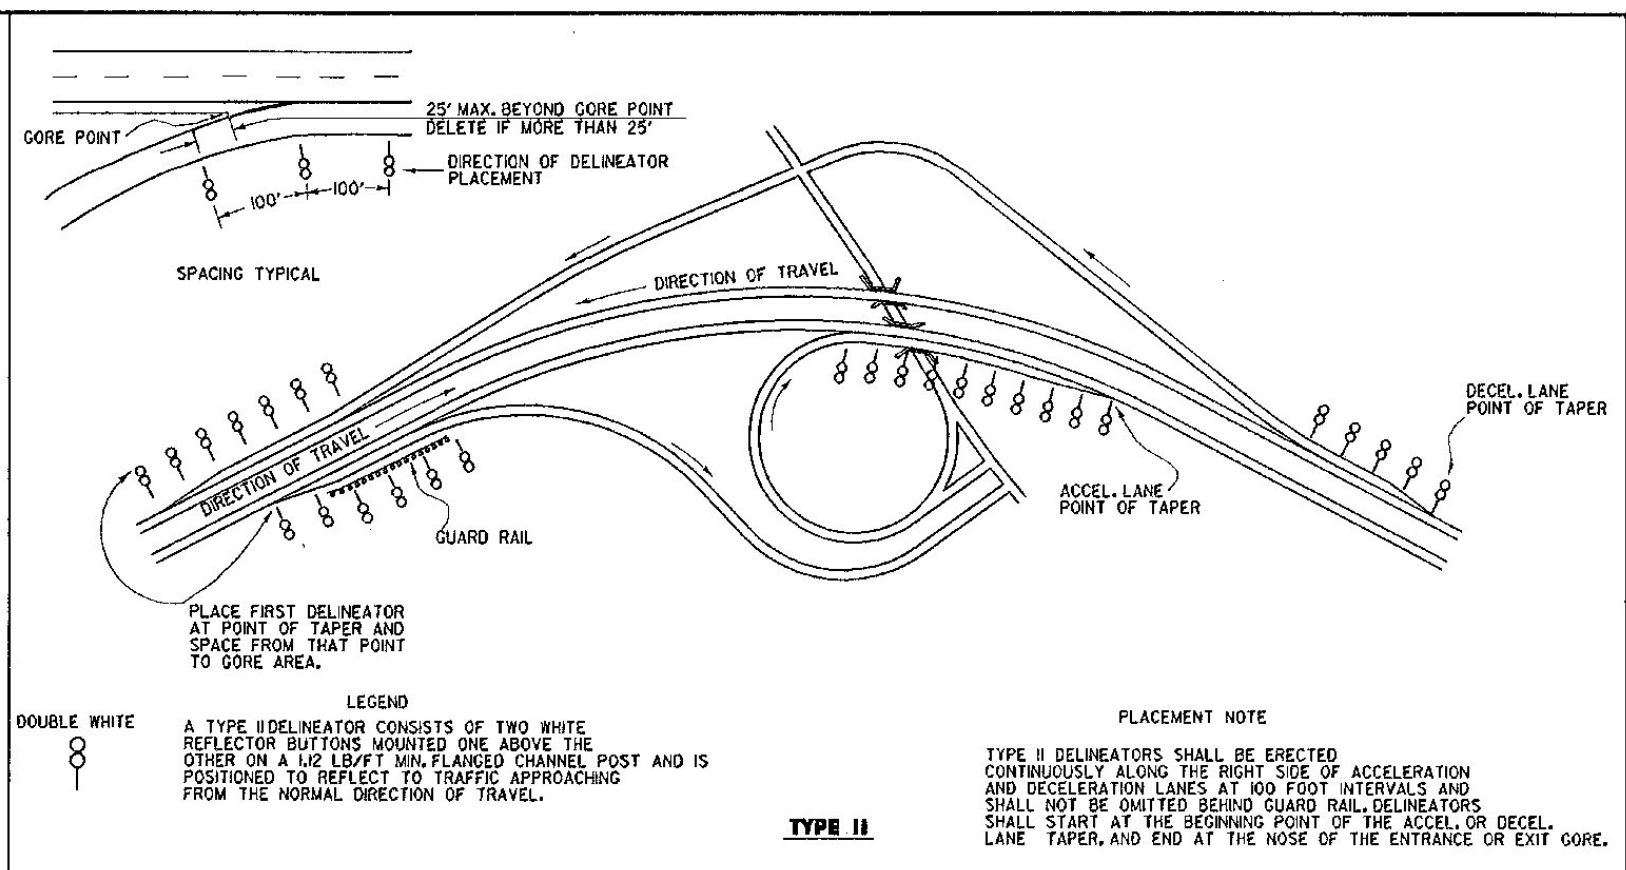 25' MAX. BEYOND GORE POINT
DELETE IF MORE THAN 25'
GORE POINT
DIRECTION OF DELINEATOR
PLACEMENT
100'
100'
SPACING TYPICAL
DIRECTION OF TRAVEL
DIRECTION OF TRAVEL
DECEL. LANE
POINT OF TAPER
ACCEL. LANE
POINT OF TAPER
GUARD RAIL
PLACE FIRST DELINEATOR
AT POINT OF TAPER AND
SPACE FROM THAT POINT
TO GORE AREA.
LEGEND
DOUBLE WHITE
A TYPE II DELINEATOR CONSISTS OF TWO WHITE
REFLECTOR BUTTONS MOUNTED ONE ABOVE THE
OTHER ON A 1.12 LB/FT MIN. FLANGED CHANNEL POST AND IS
POSITIONED TO REFLECT TO TRAFFIC APPROACHING
FROM THE NORMAL DIRECTION OF TRAVEL.
PLACEMENT NOTE
TYPE II DELINEATORS SHALL BE ERECTED
CONTINUOUSLY ALONG THE RIGHT SIDE OF ACCELERATION
AND DECELERATION LANES AT 100 FOOT INTERVALS AND
SHALL NOT BE OMITTED BEHIND GUARD RAIL. DELINEATORS
SHALL START AT THE BEGINNING POINT OF THE ACCEL. OR DECEL.
LANE TAPER, AND END AT THE NOSE OF THE ENTRANCE OR EXIT GORE.
TYPE II